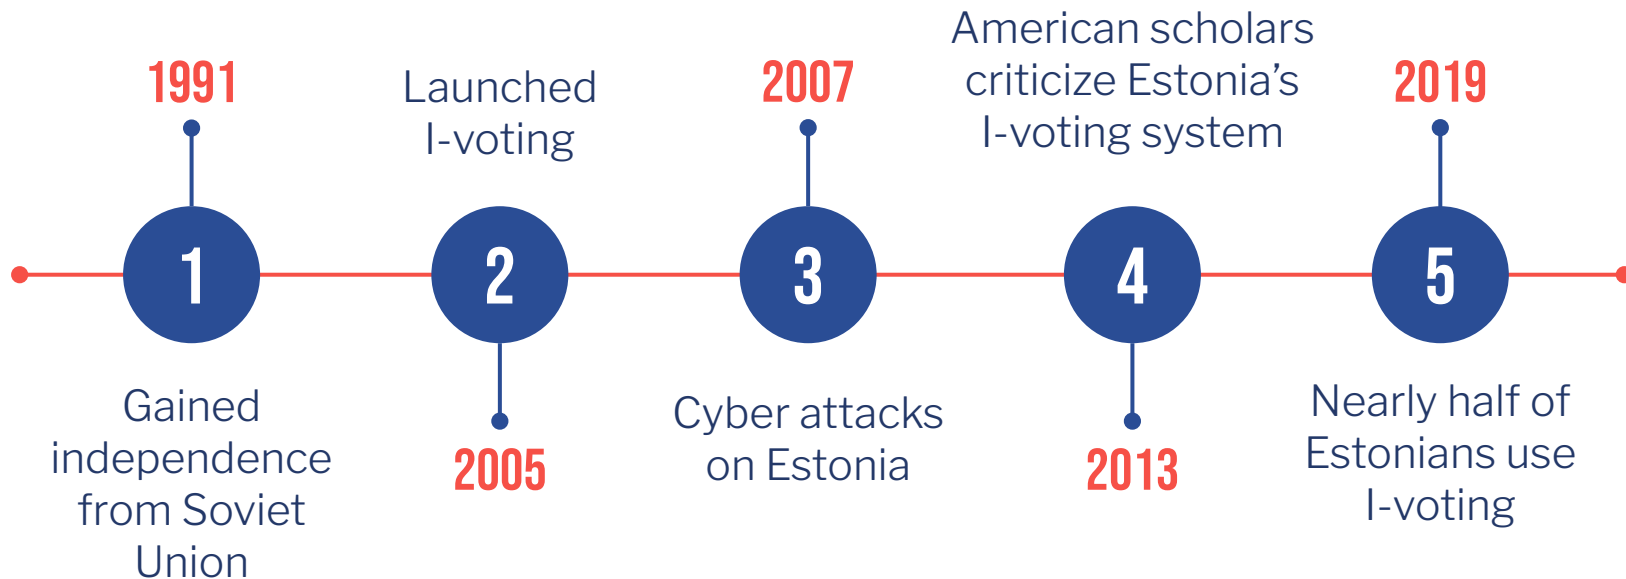 1991
1
Gained
independence
from Soviet
Union
Launched
I-voting
2
2005
2007
3
Cyber attacks
on Estonia
American scholars
criticize Estonia’s
I-voting system
4
2013
2019
5
Nearly half of
Estonians use
I-voting